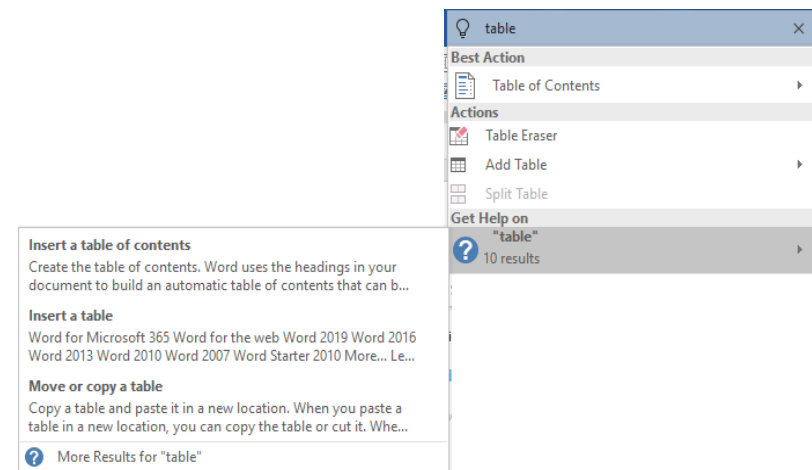 table
Best Action
Table of Contents
Actions
Table Eraser
Add Table
Split Table
Get Help on
"table"
10 results
Insert a table of contents
Create the table of contents. Word uses the headings in your
document to build an automatic table of contents that can b...
Insert a table
Word for Microsoft 365 Word for the web Word 2019 Word 2016
Word 2013 Word 2010 Word 2007 Word Starter 2010 More... Le...
Move or copy a table
Copy a table and paste it in a new location. When you paste a
table in a new location, you can copy the table or cut it. Whe...
More Results for "table"